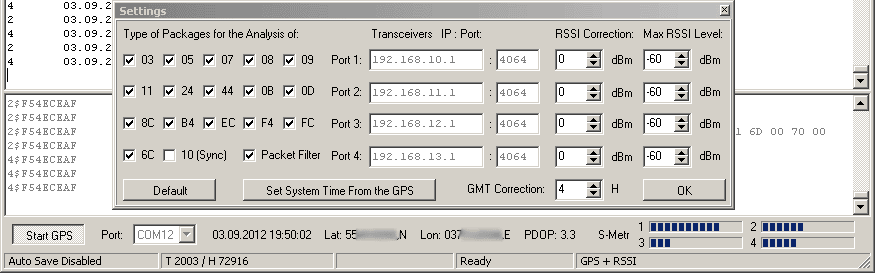 Settings
4 03.09.2
4 03.09.2
4 03.09.2
2 03.09.2
4 03.09.2
Type of Packages for the Analysis of: Transceivers IP : Port: RSSI Correction: Max RSSI Level:
03 05 07 08 09 Port 1: 192.168.10.1 : 4064 0 dBm -60 dBm
11 24 44 0B 0D Port 2: 192.168.11.1 : 4064 0 dBm -60 dBm
8C B4 EC F4 FC Port 3: 192.168.12.1 : 4064 0 dBm -60 dBm
6C 10 (Sync) Packet Filter Port 4: 192.168.13.1 : 4064 0 dBm -60 dBm
Default Set System Time From the GPS GMT Correction: 4 H OK
2$F54ECEAF
2$F54ECEAF
2$F54ECEAF 1 6D 00 70 00
2$F54ECEAF
4$F54ECEAF
4$F54ECEAF
4$F54ECEAF
Start GPS Port: COM12 03.09.2012 19:50:02 Lat: 55 ,N Lon: 037 ,E PDOP: 3.3 S-Metr 1 2
3 4
Auto Save Disabled T 2003 / H 72916 Ready GPS + RSSI